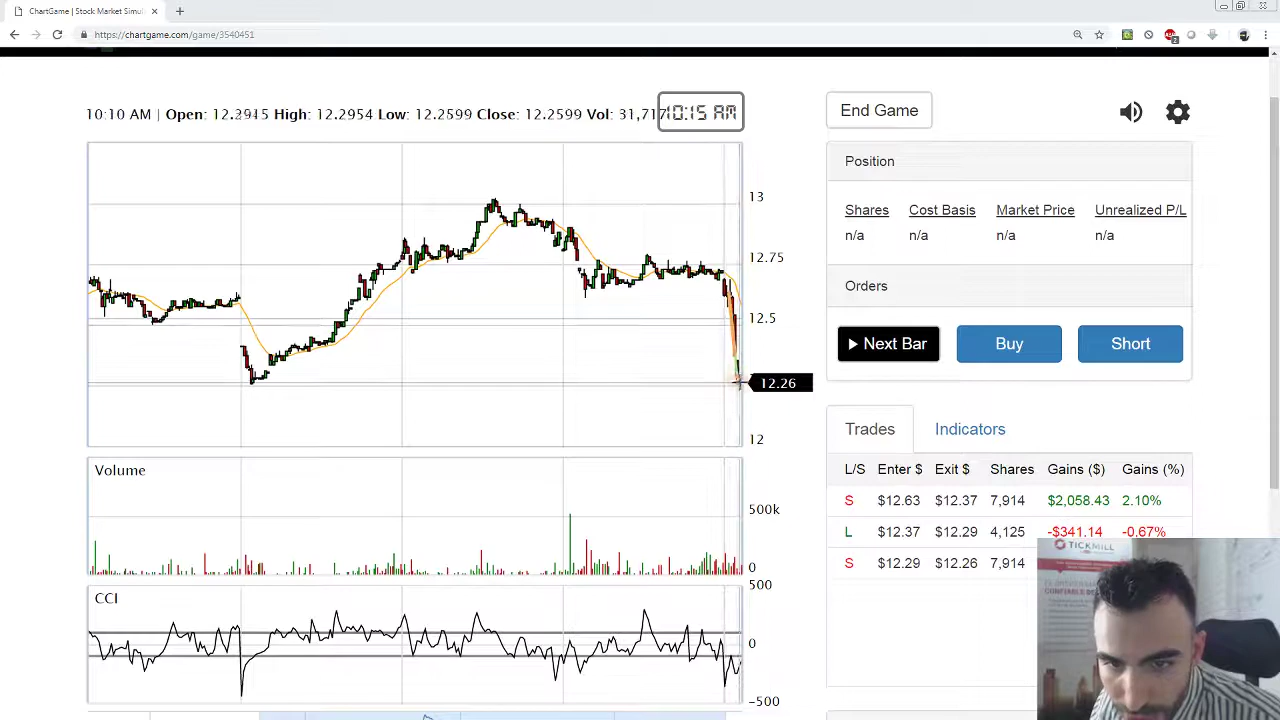 ChartGame | Stock Market Simul
https://chartgame.com/game/3540451
10:10 AM | Open: 12.2915 High: 12.2954 Low: 12.2599 Close: 12.2599 Vol: 31,717
10:15 AM
End Game
Position
Shares Cost Basis Market Price Unrealized P/L
n/a n/a n/a n/a
Orders
Next Bar Buy Short
13
12.75
12.5
12.26
12
Volume
500k
0
CCI
500
0
-500
Trades Indicators
L/S Enter $ Exit $ Shares Gains ($) Gains (%)
S $12.63 $12.37 7,914 $2,058.43 2.10%
L $12.37 $12.29 4,125 -$341.14 -0.67%
S $12.29 $12.26 7,914
TICKMILL